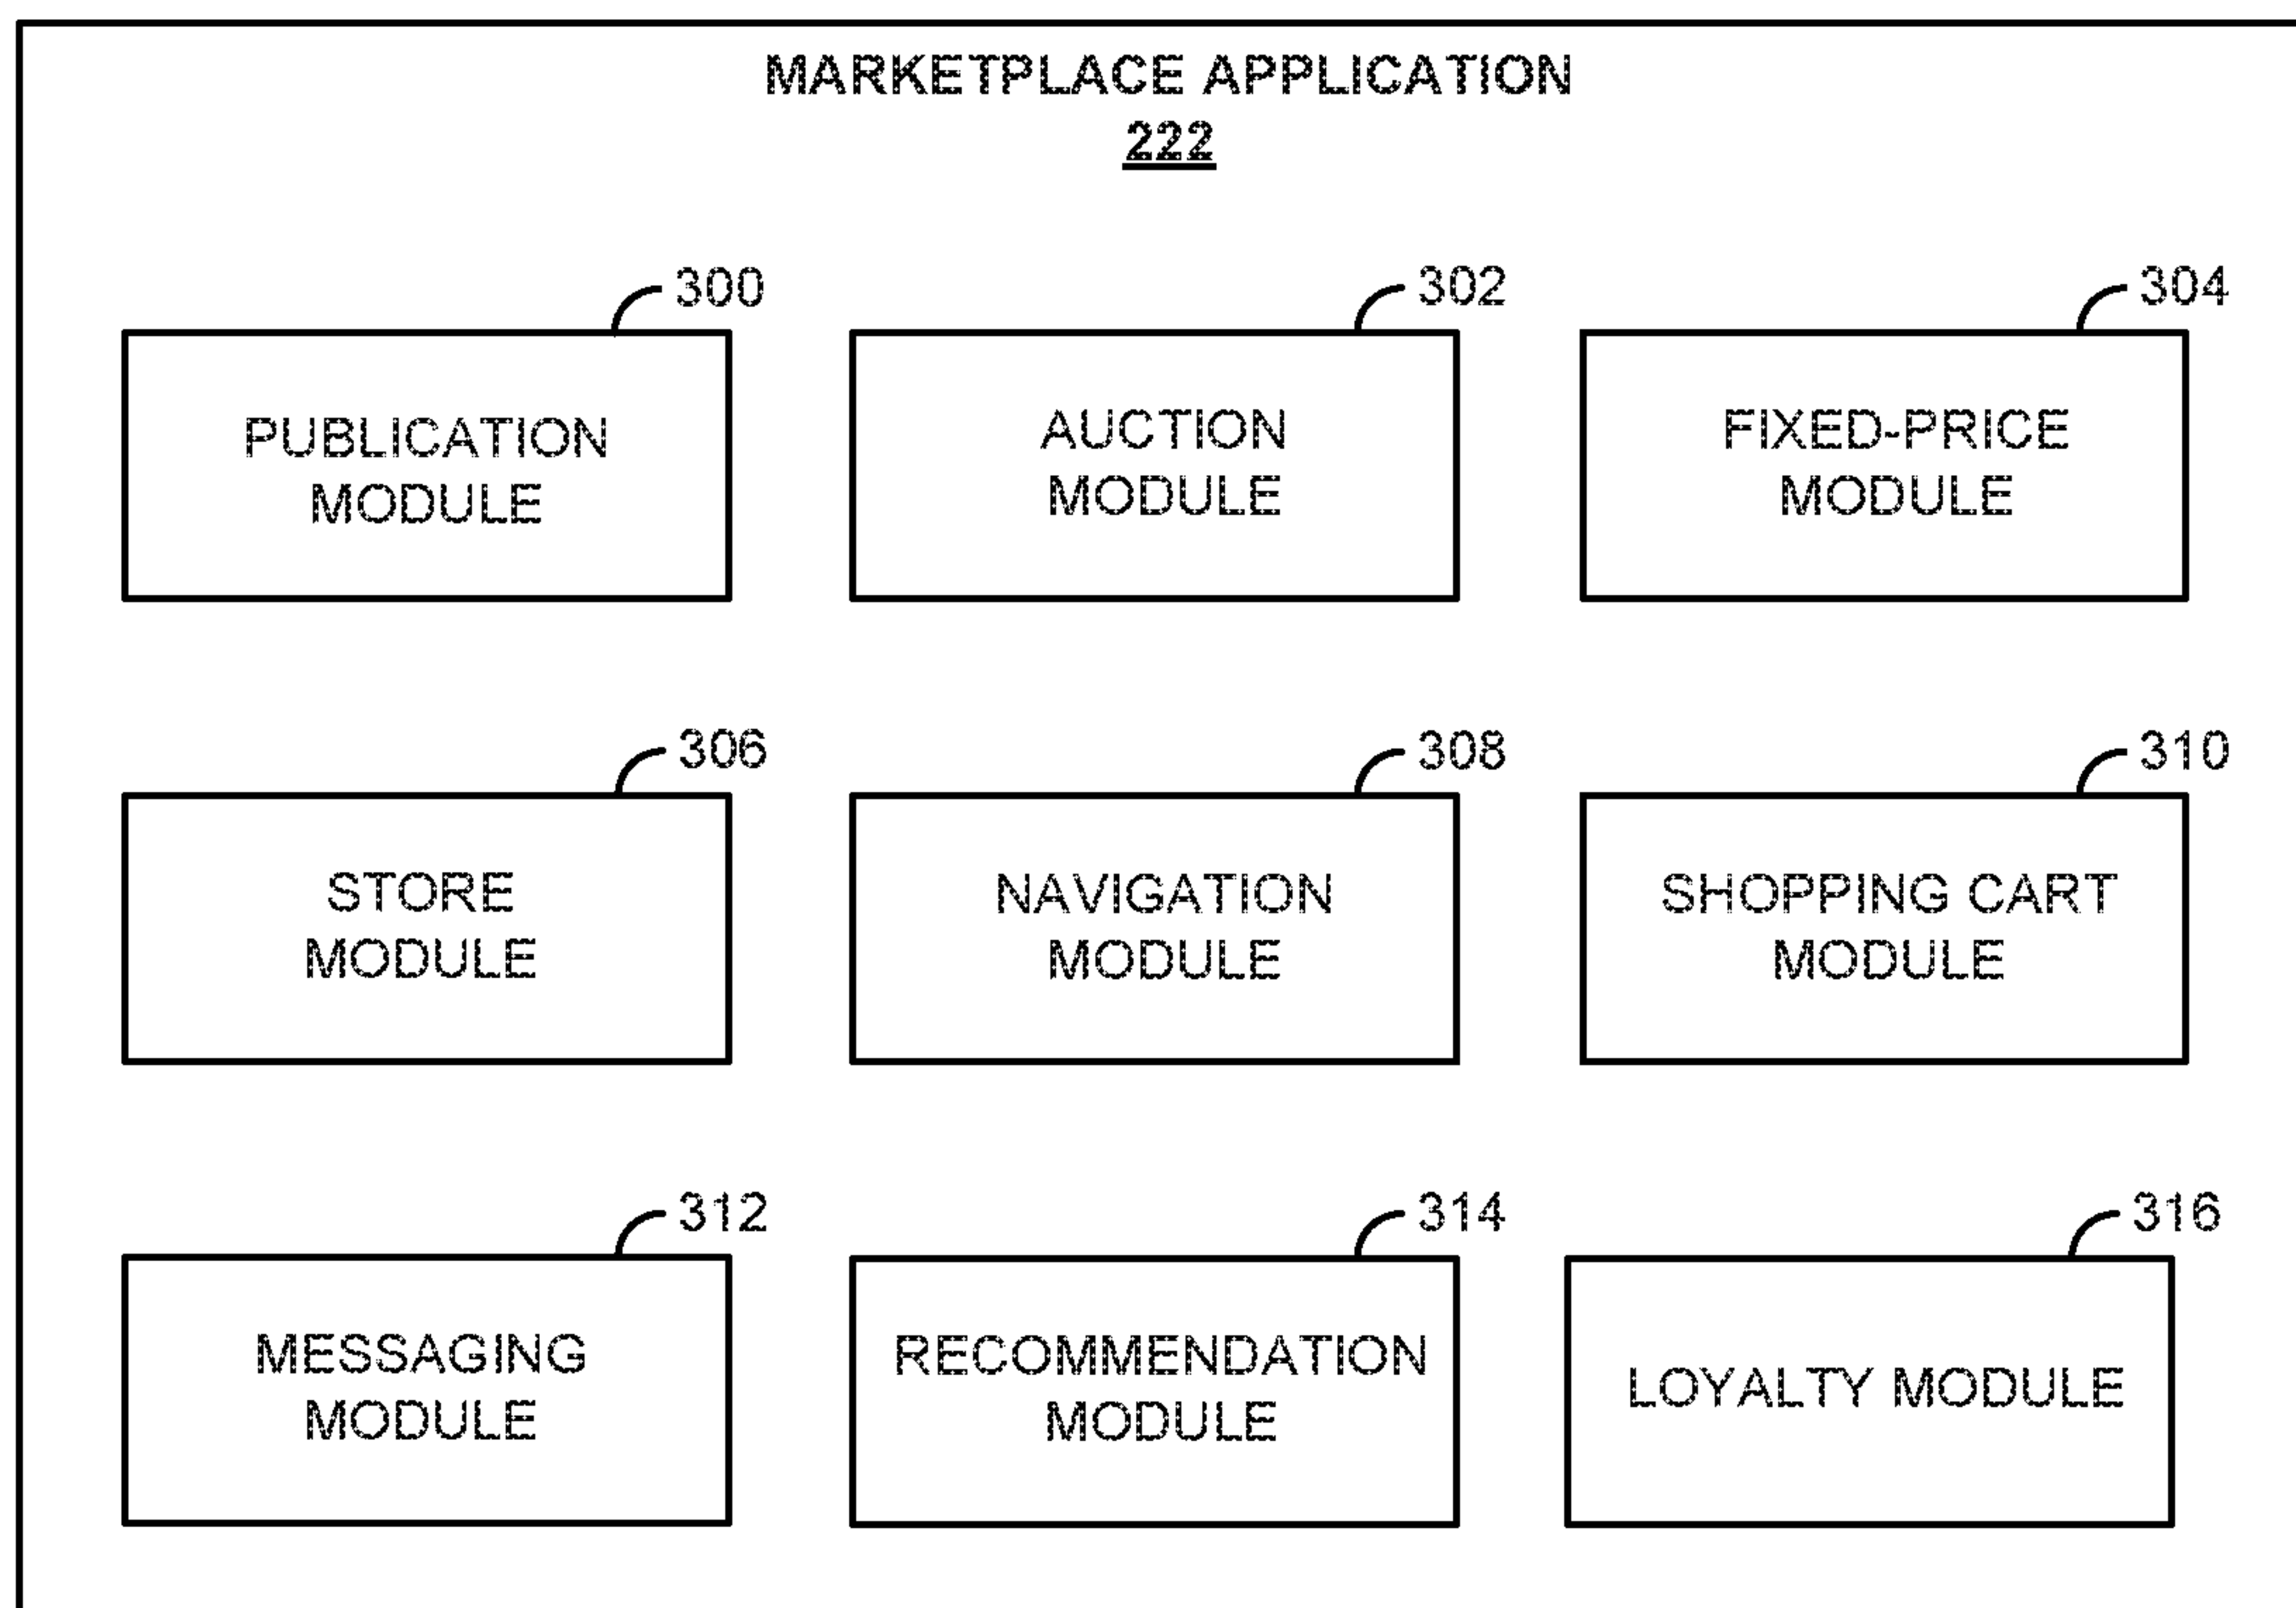 MARKETPLACE APPLICATION
222
300
302
304
PUBLICATION
MODULE
AUCTION
MODULE
FIXED-PRICE
MODULE
306
308
310
STORE
MODULE
NAVIGATION
MODULE
SHOPPING CART
MODULE
312
314
316
MESSAGING
MODULE
RECOMMENDATION
MODULE
LOYALTY MODULE